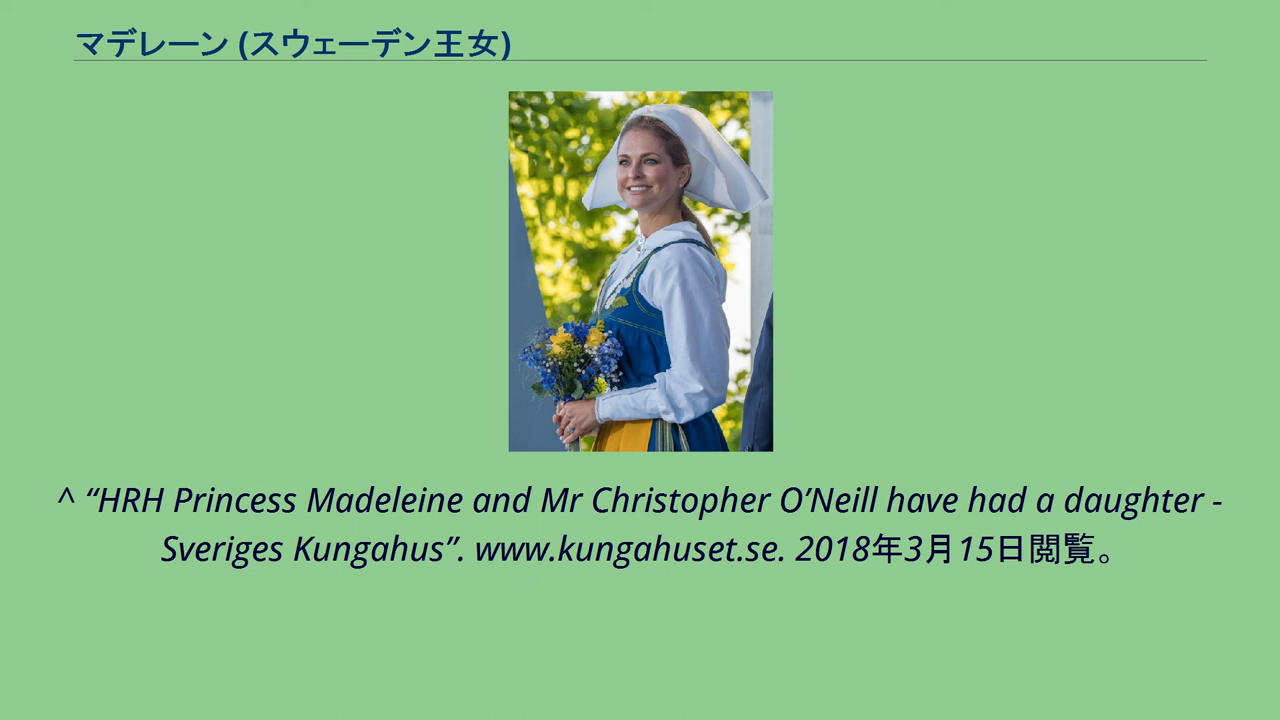 マデレーン (スウェーデン王女)
^ “HRH Princess Madeleine and Mr Christopher O’Neill have had a daughter -
Sveriges Kungahus”. www.kungahuset.se. 2018年3月15日閲覧。